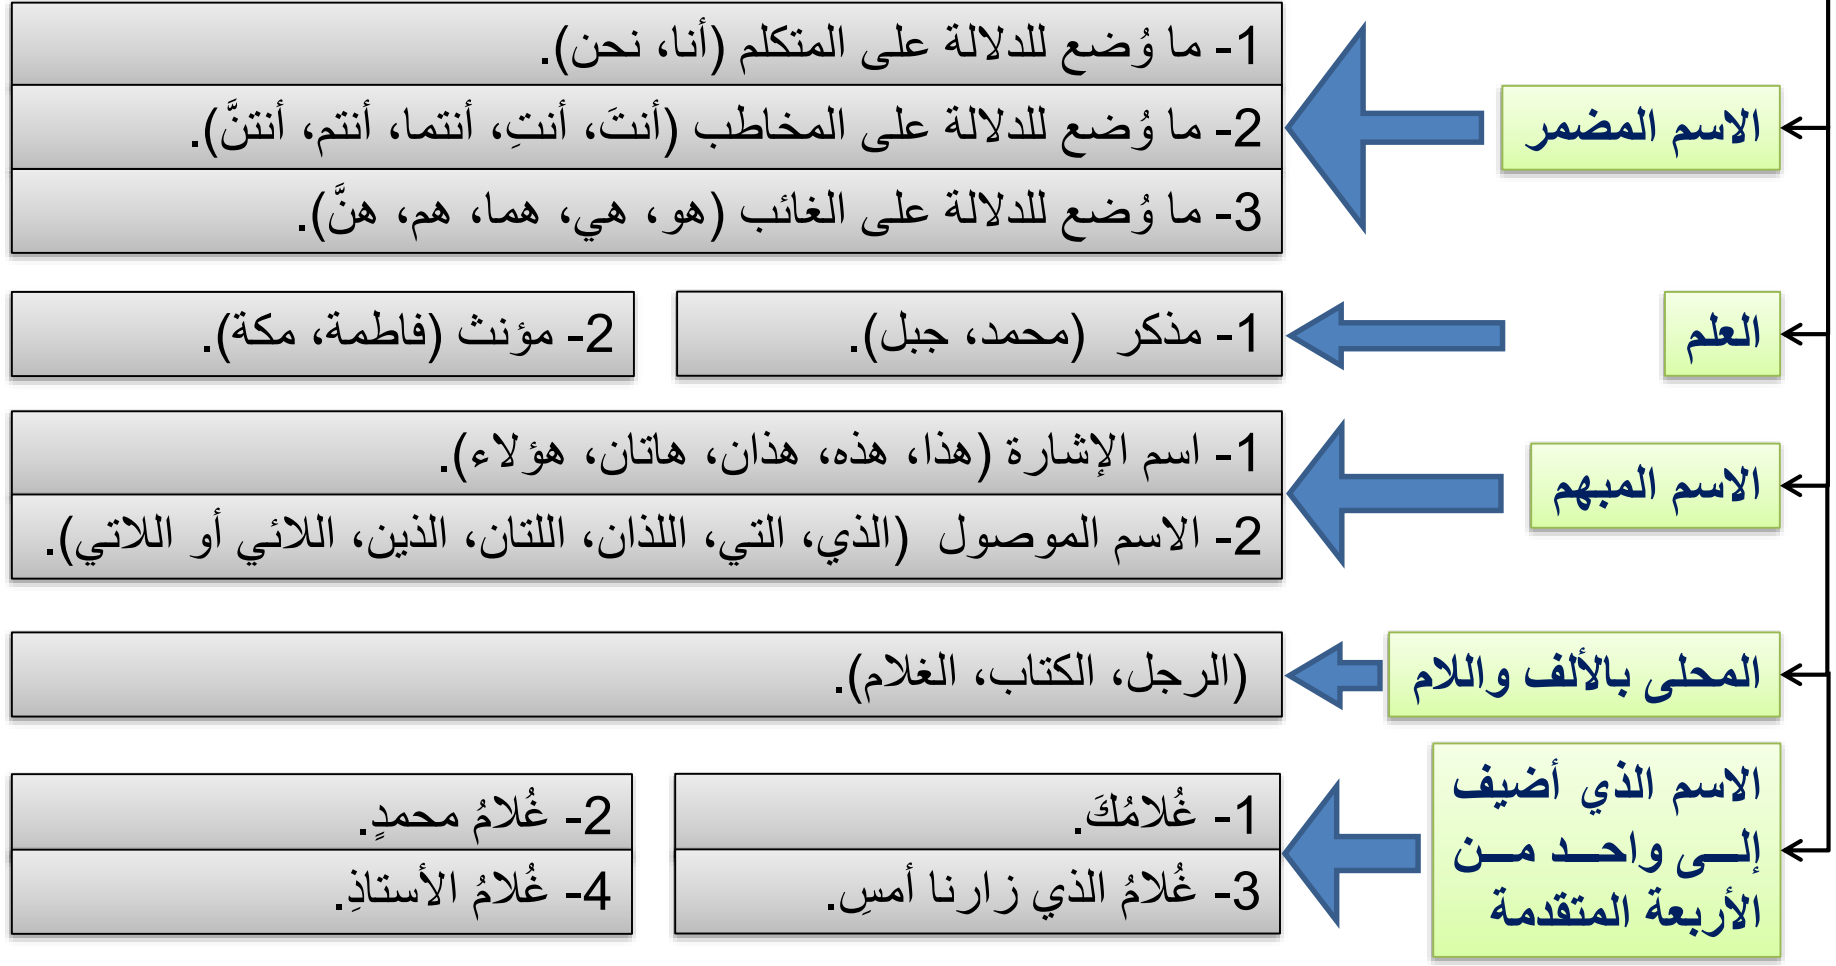 الاسم المضمر
1- ما وُضع للدلالة على المتكلم (أنا، نحن).
2- ما وُضع للدلالة على المخاطب (أنتَ، أنتِ، أنتما، أنتم، أنتنَّ).
3- ما وُضع للدلالة على الغائب (هو، هي، هما، هم، هنَّ).
العلم
1- مذكر (محمد، جبل).
2- مؤنث (فاطمة، مكة).
الاسم المبهم
1- اسم الإشارة (هذا، هذه، هذان، هاتان، هؤلاء).
2- الاسم الموصول (الذي، التي، اللذان، اللتان، الذين، اللائي أو اللاتي).
المحلى بالألف واللام
(الرجل، الكتاب، الغلام).
الاسم الذي أضيف
إلـــى واحـــد مـــن
الأربعة المتقدمة
1- غُلامُكَ.
2- غُلامُ محمدٍ.
3- غُلامُ الذي زارنا أمسِ.
4- غُلامُ الأستاذِ.